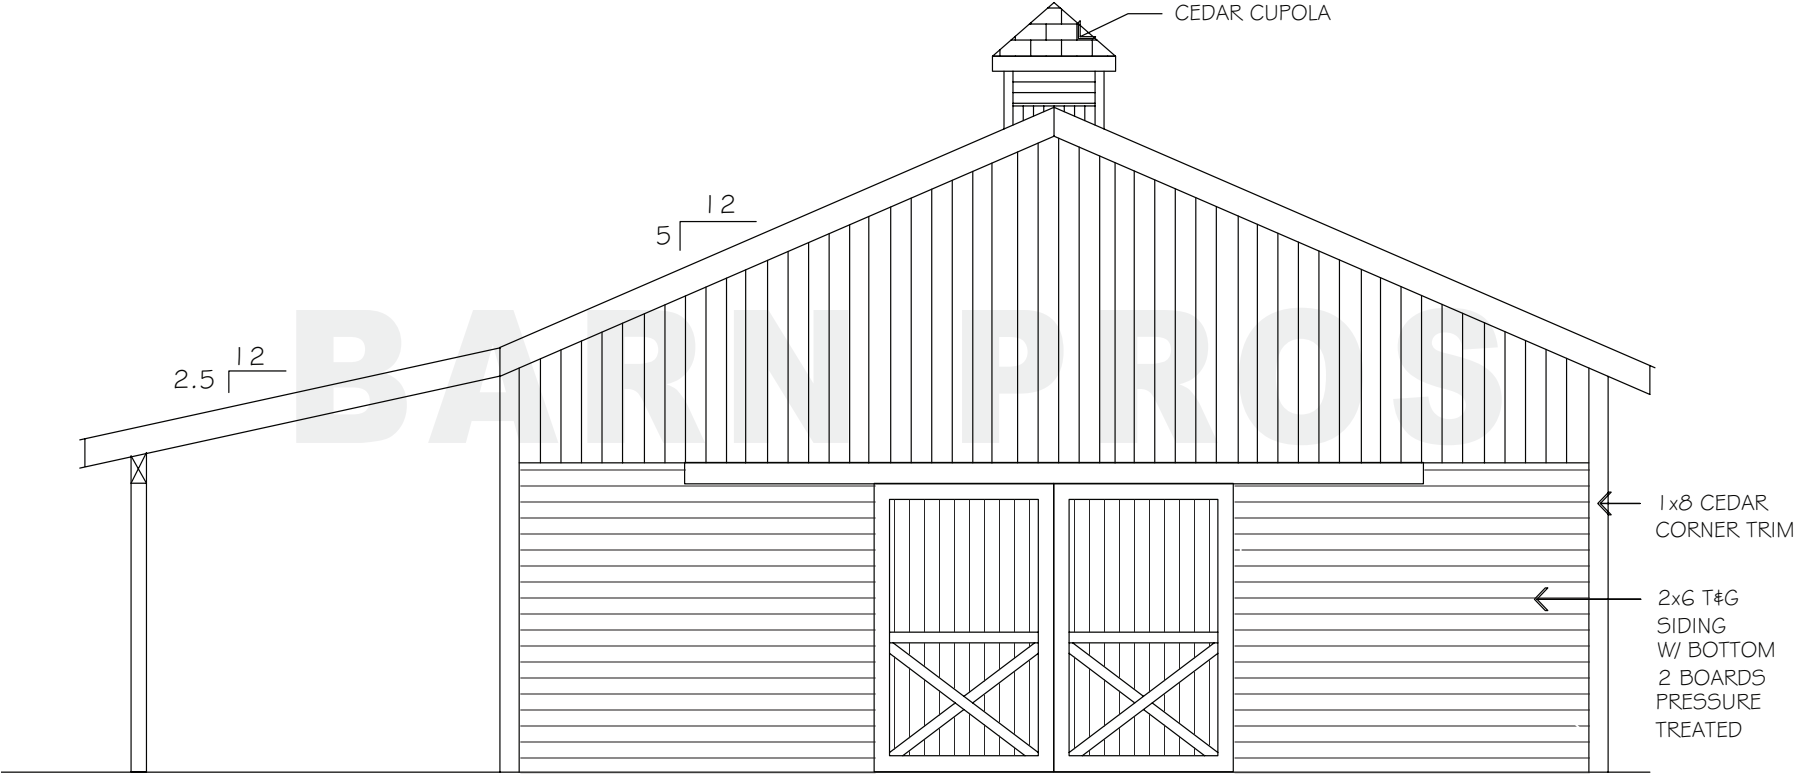 CEDAR CUPOLA
12
5
12
2.5
BARN PROS
1x8 CEDAR
CORNER TRIM
2x6 T&G
SIDING
W/ BOTTOM
2 BOARDS
PRESSURE
TREATED